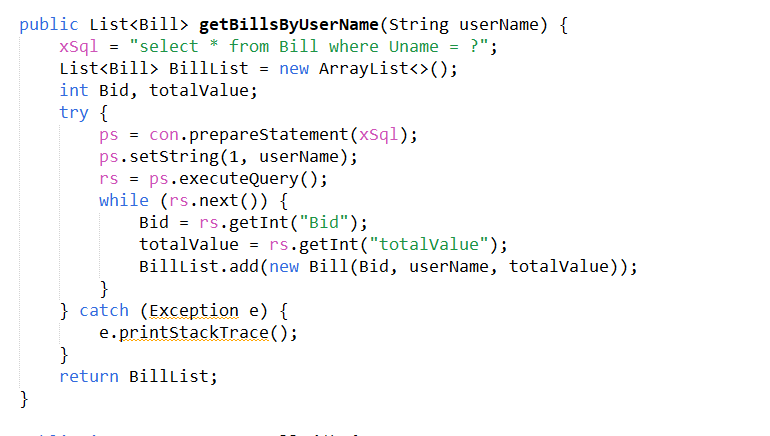 public List<Bill> getBillsByUserName(String userName) {
    xSql = "select * from Bill where Uname = ?";
    List<Bill> BillList = new ArrayList<>();
    int Bid, totalValue;
    try {
        ps = con.prepareStatement(xSql);
        ps.setString(1, userName);
        rs = ps.executeQuery();
        while (rs.next()) {
            Bid = rs.getInt("Bid");
            totalValue = rs.getInt("totalValue");
            BillList.add(new Bill(Bid, userName, totalValue));
        }
    } catch (Exception e) {
        e.printStackTrace();
    }
    return BillList;
}